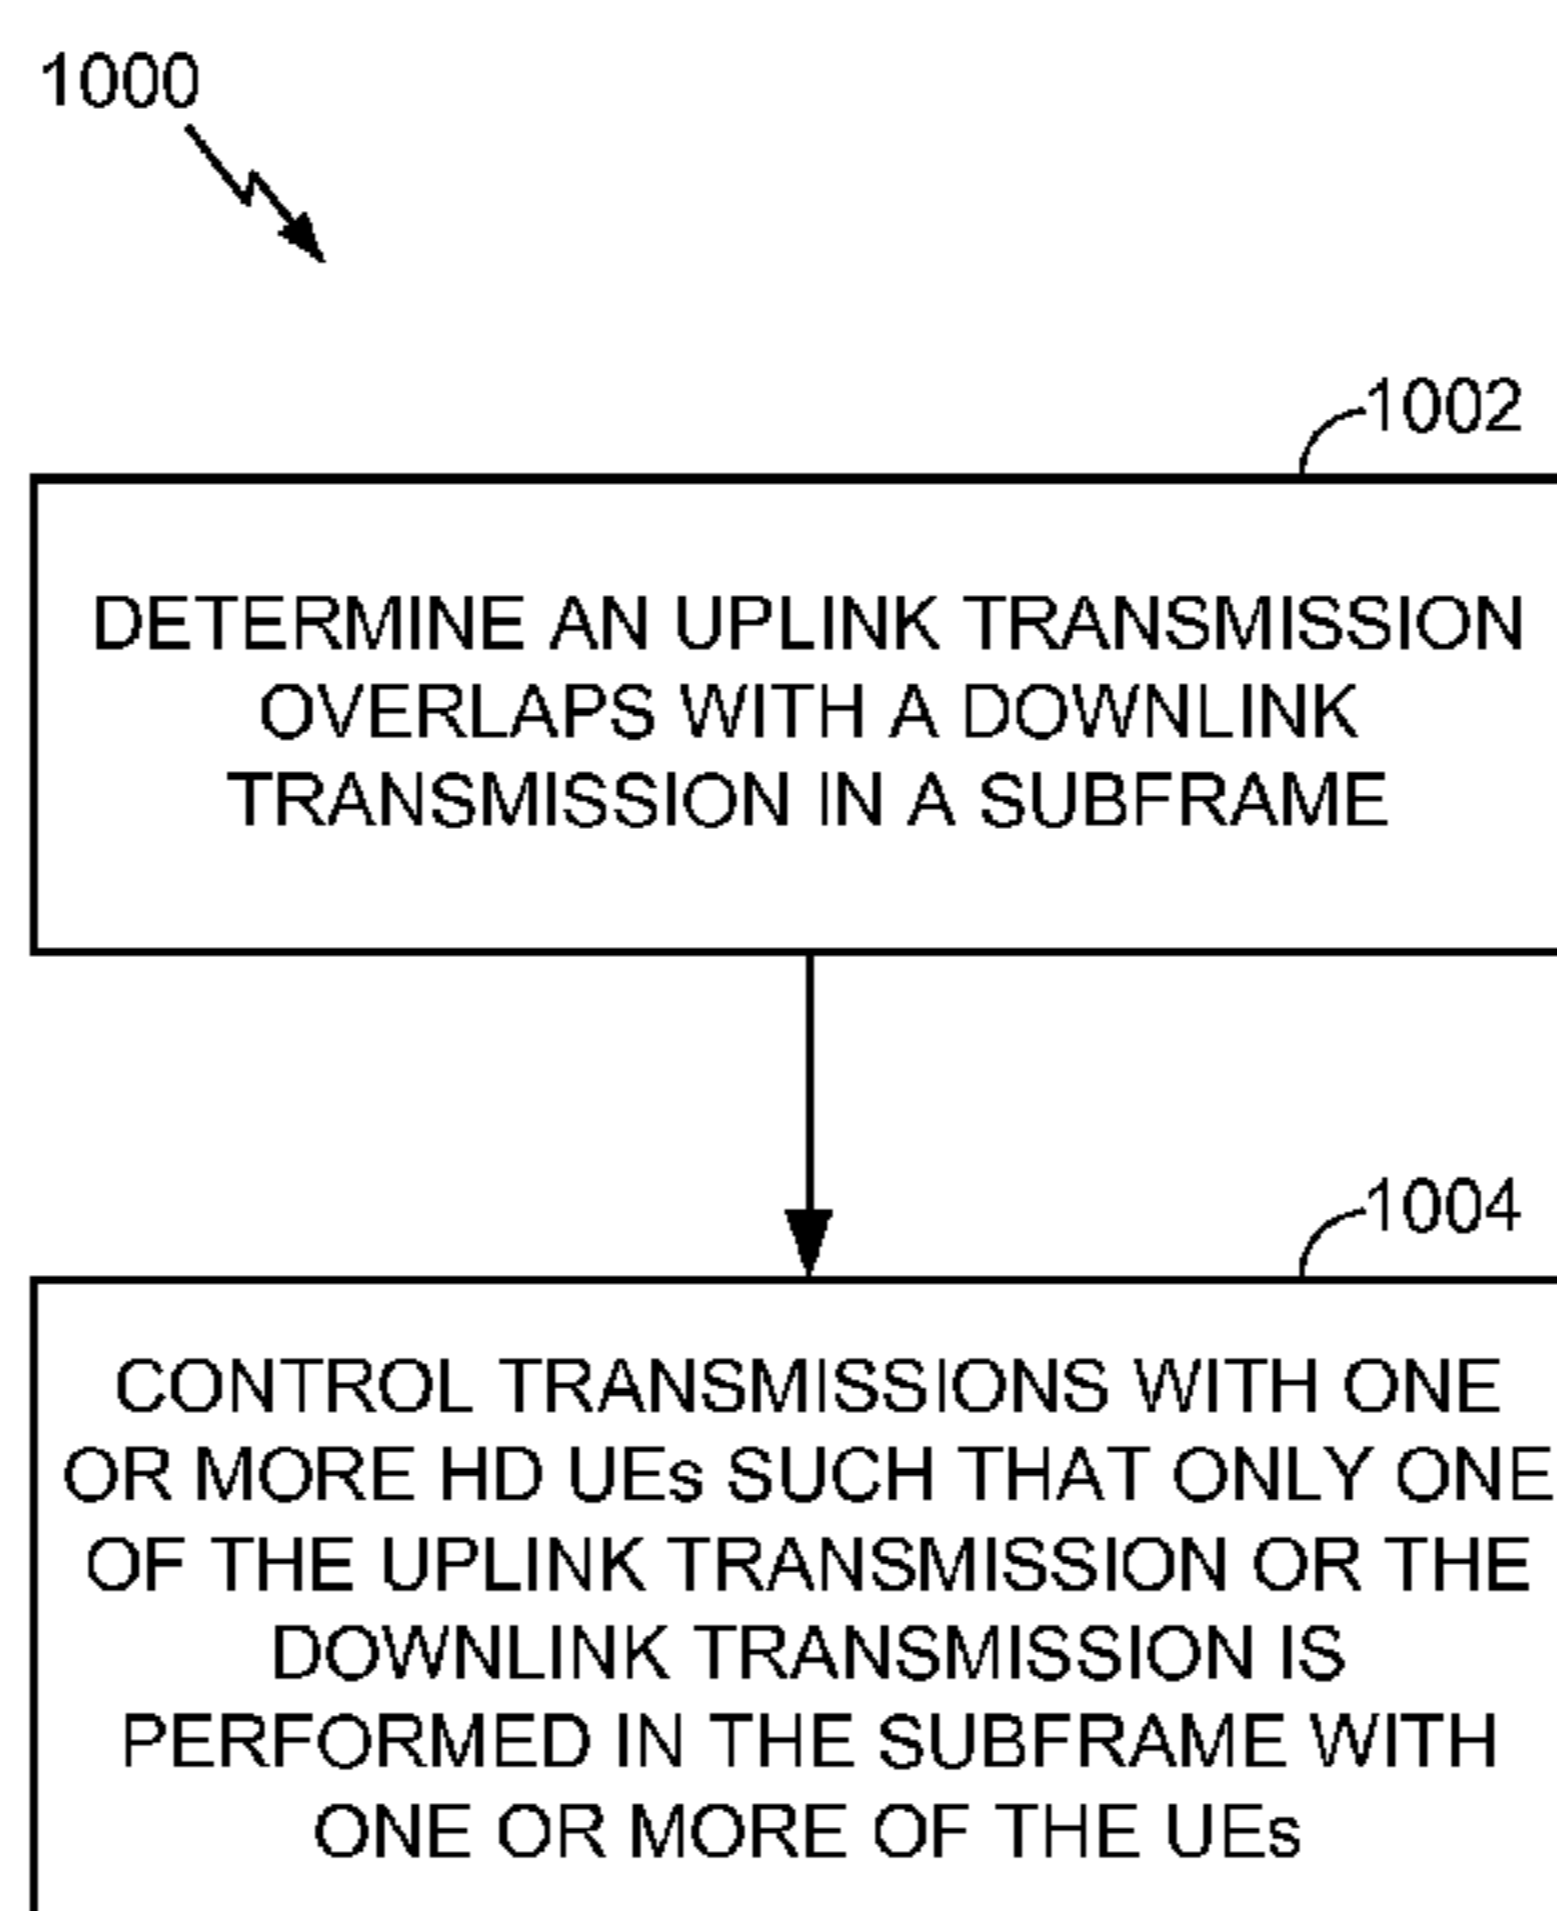 1000
1002
DETERMINE AN UPLINK TRANSMISSION
OVERLAPS WITH A DOWNLINK
TRANSMISSION IN A SUBFRAME
1004
CONTROL TRANSMISSIONS WITH ONE
OR MORE HD UEs SUCH THAT ONLY ONE
OF THE UPLINK TRANSMISSION OR THE
DOWNLINK TRANSMISSION IS
PERFORMED IN THE SUBFRAME WITH
ONE OR MORE OF THE UEs